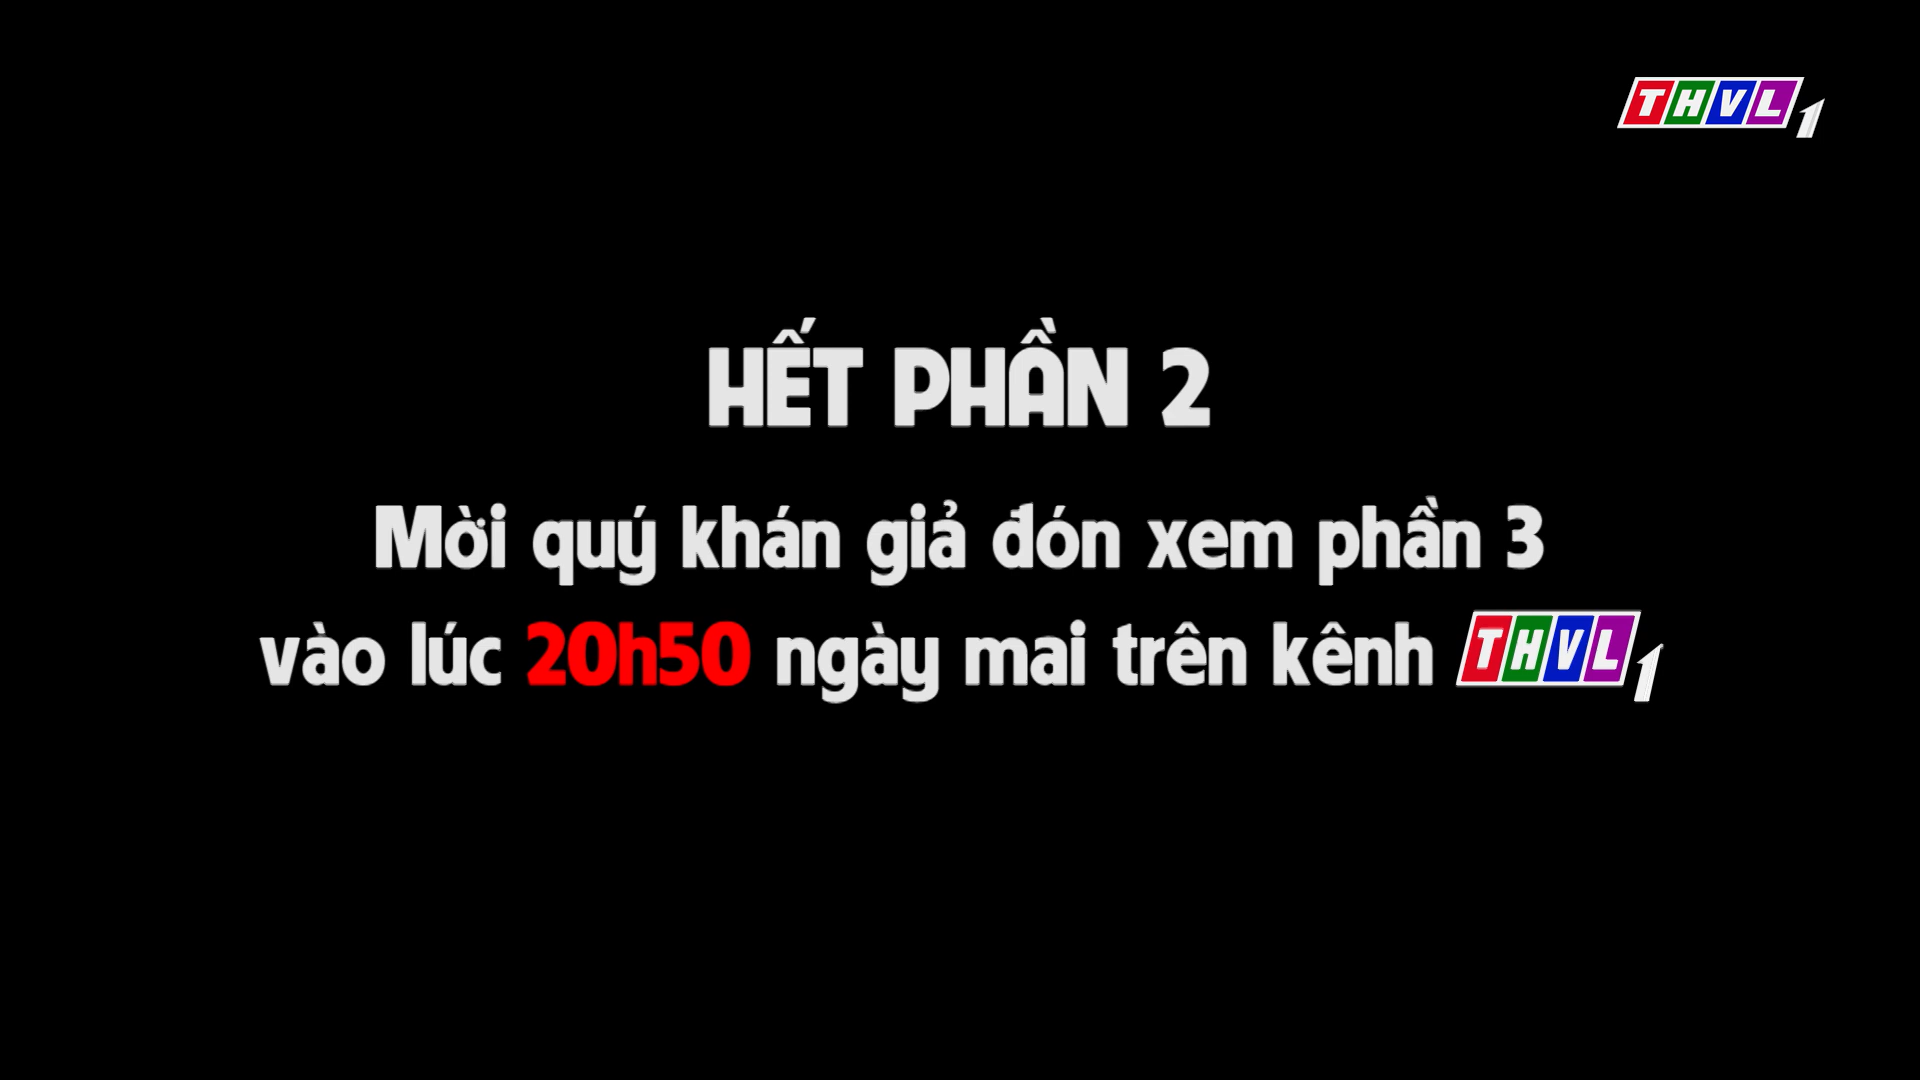 THVL1
HẾT PHẦN 2
Mời quý khán giả đón xem phần 3
vào lúc 20h50 ngày mai trên kênh THVL1